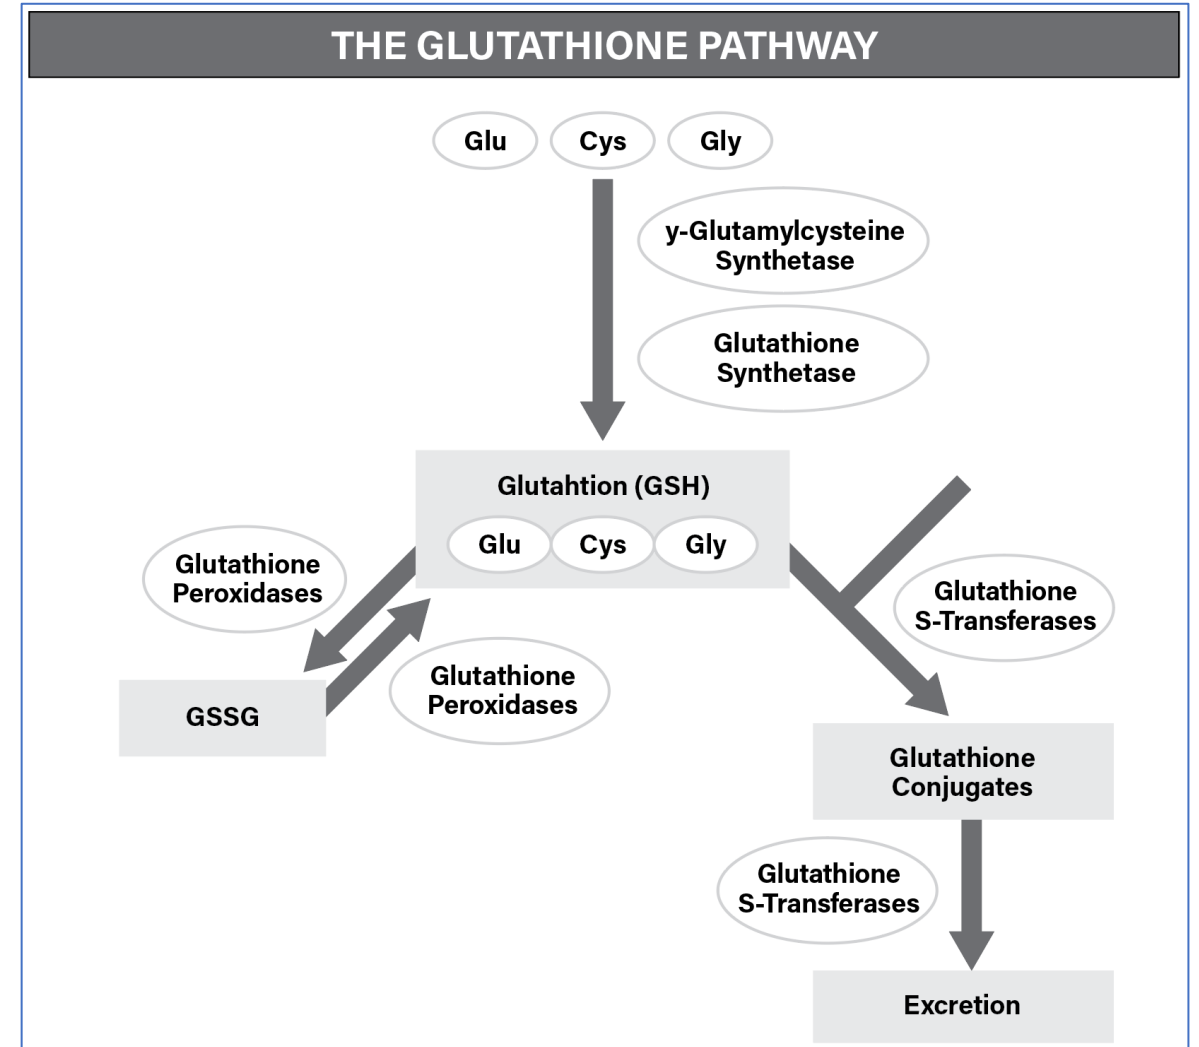 THE GLUTATHIONE PATHWAY
Glu Cys Gly
y-Glutamylcysteine
Synthetase
Glutathione
Synthetase
Glutahtion (GSH)
Glu Cys Gly
Glutathione
Peroxidases
Glutathione
S-Transferases
Glutathione
Peroxidases
GSSG
Glutathione
Conjugates
Glutathione
S-Transferases
Excretion